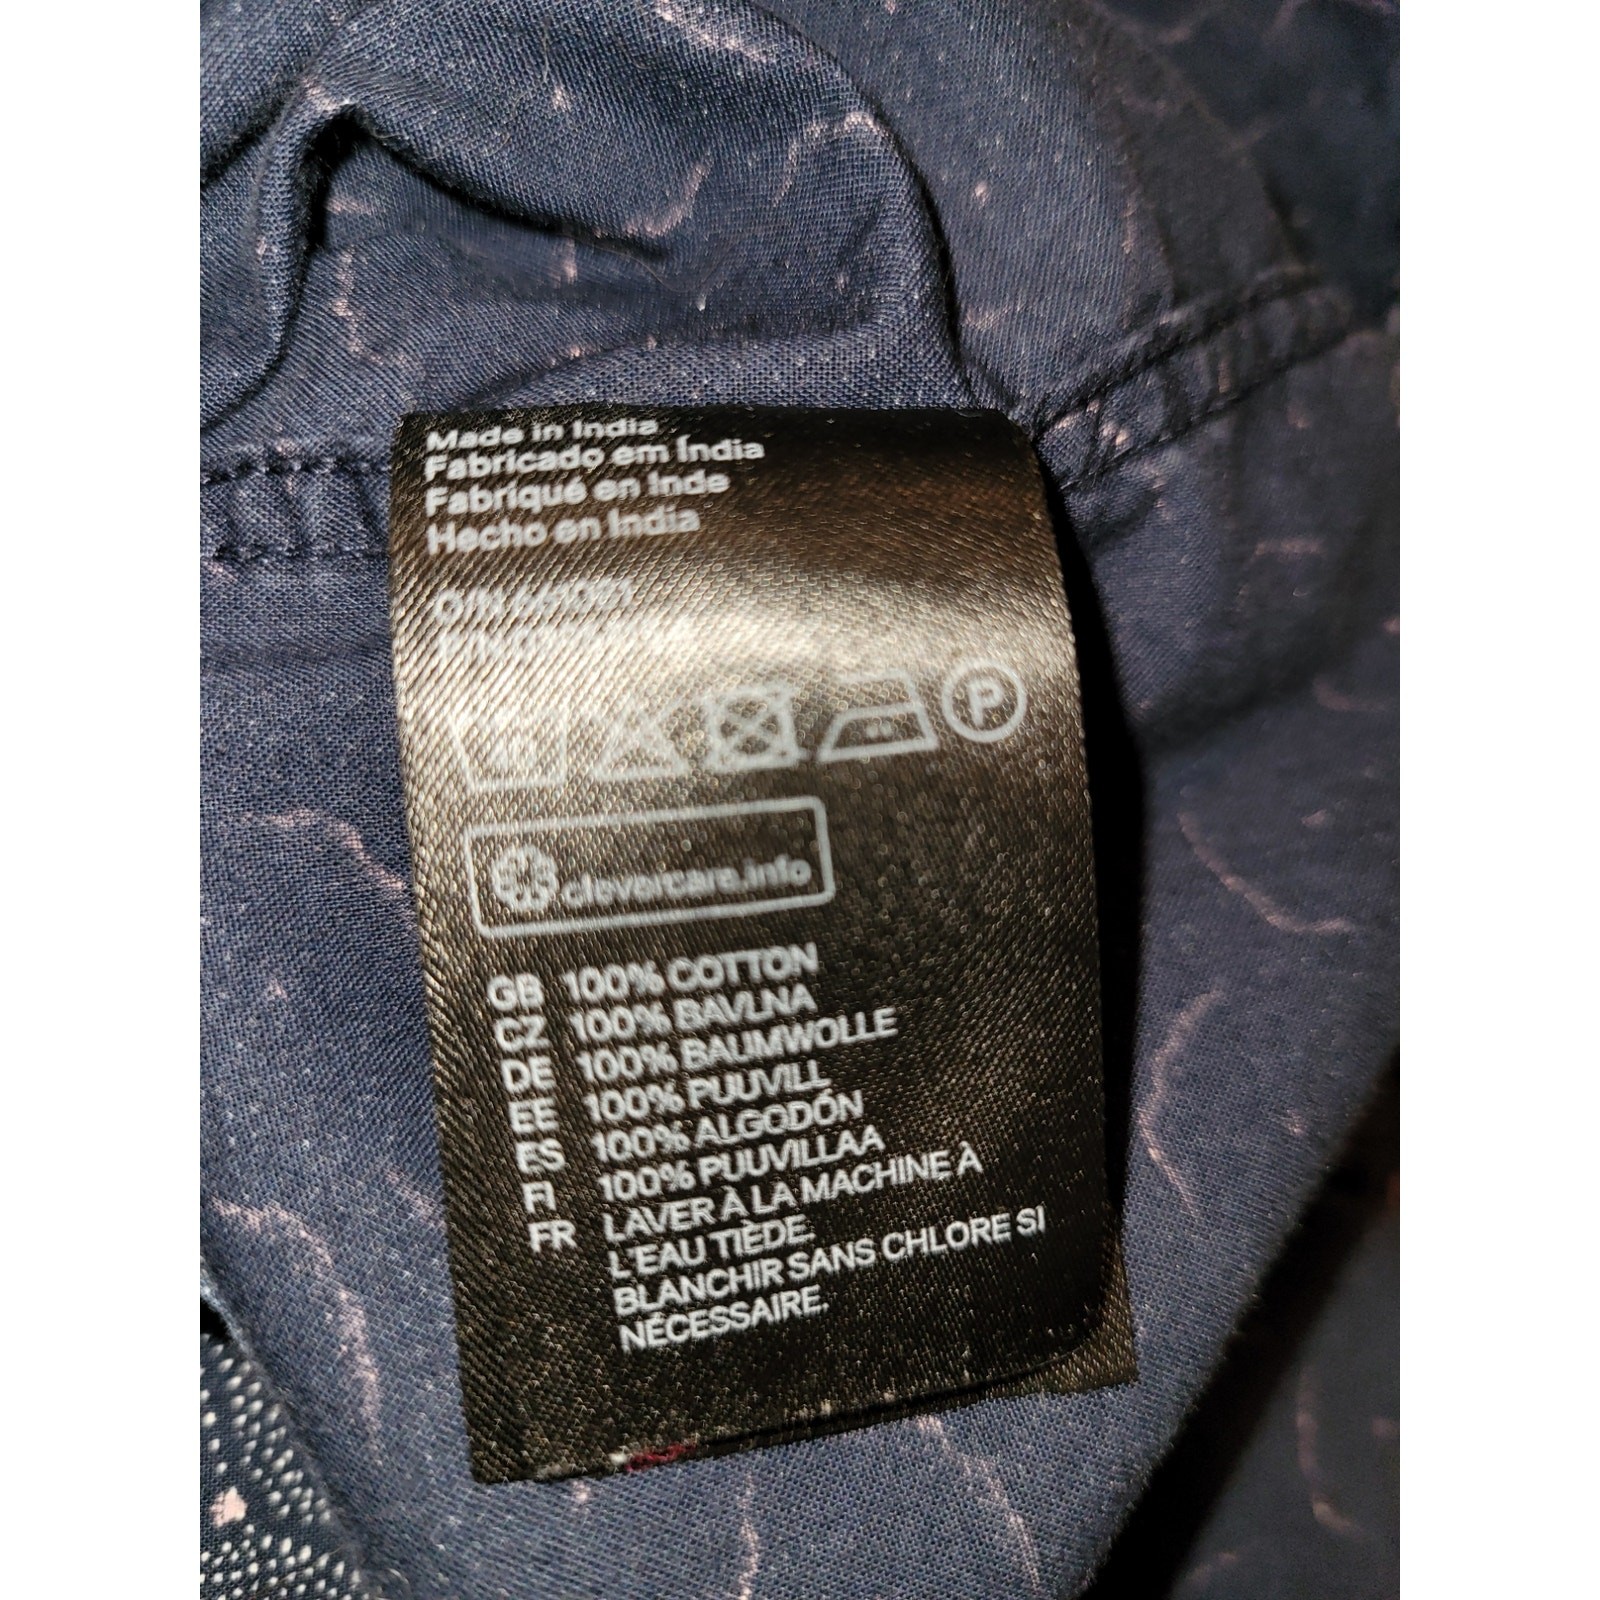 Made in India
Fabricado em Índia
Fabriqué en Inde
Hecho en India
40
P
clevercare.info
GB 100% COTTON
CZ 100% BAVLNA
DE 100% BAUMWOLLE
EE 100% PUUVILL
ES 100% ALGODÓN
FI 100% PUUVILLAA
FR LAVER À LA MACHINE À
L'EAU TIÈDE.
BLANCHIR SANS CHLORE SI
NÉCESSAIRE.